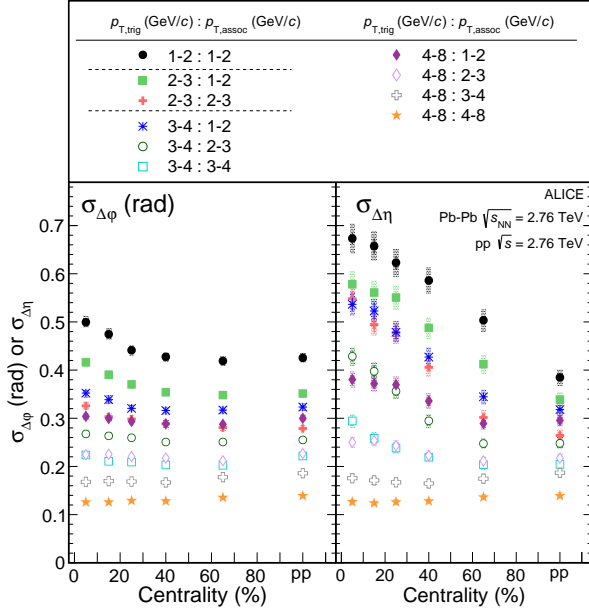 p_T,trig (GeV/c) : p_T,assoc (GeV/c)
p_T,trig (GeV/c) : p_T,assoc (GeV/c)
1-2 : 1-2
2-3 : 1-2
2-3 : 2-3
3-4 : 1-2
3-4 : 2-3
3-4 : 3-4
4-8 : 1-2
4-8 : 2-3
4-8 : 3-4
4-8 : 4-8
σ_Δφ (rad)
σ_Δη
ALICE
Pb-Pb √s_NN = 2.76 TeV
pp √s = 2.76 TeV
σ_Δφ (rad) or σ_Δη
0.7
0.6
0.5
0.4
0.3
0.2
0.1
0
0 20 40 60 80 pp
Centrality (%)
0 20 40 60 80 pp
Centrality (%)